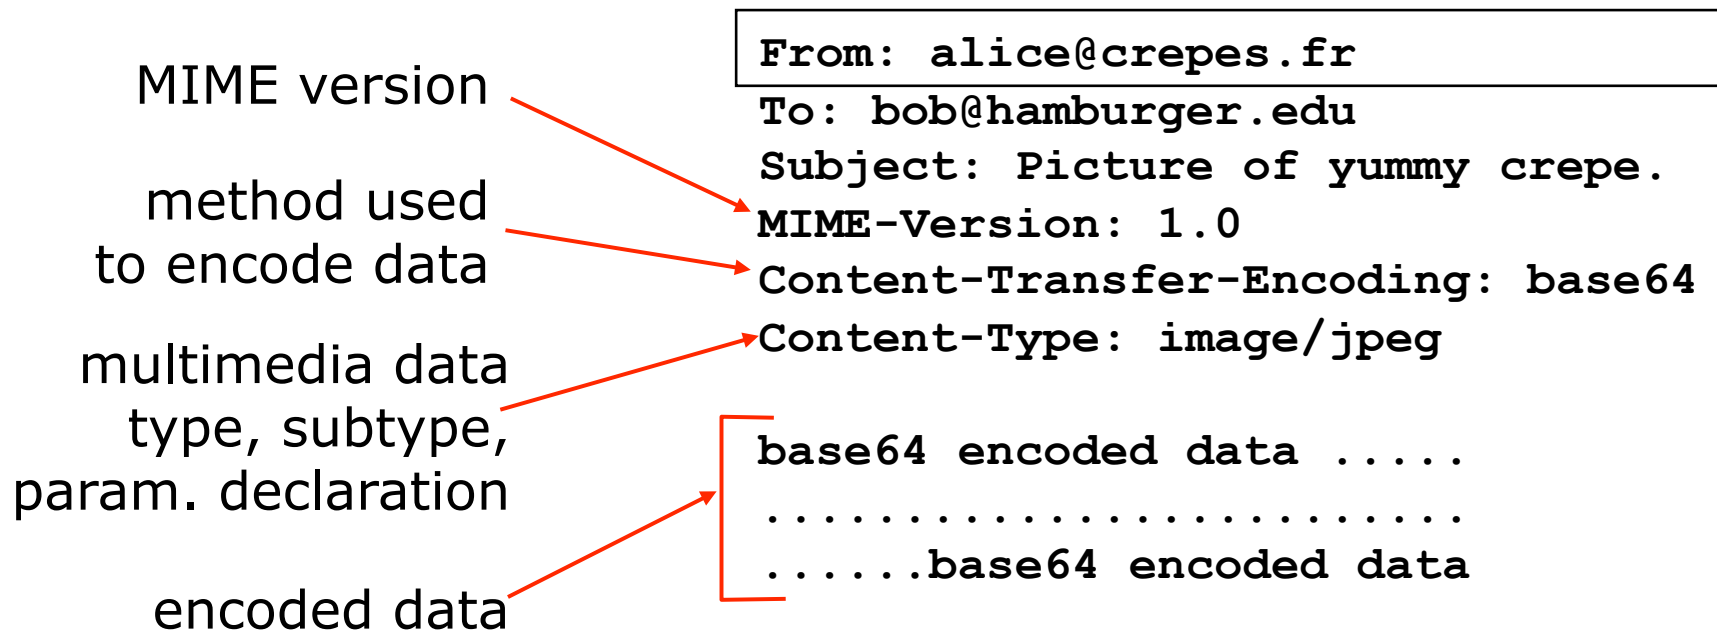 MIME version
method used
to encode data
multimedia data
type, subtype,
param. declaration
encoded data
From: alice@crepes.fr
To: bob@hamburger.edu
Subject: Picture of yummy crepe.
MIME-Version: 1.0
Content-Transfer-Encoding: base64
Content-Type: image/jpeg
base64 encoded data .....
.........................
......base64 encoded data